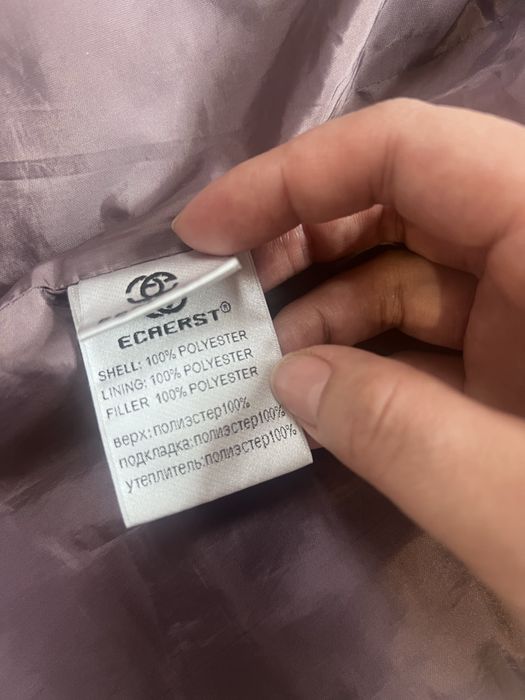 ECAERST®
SHELL: 100% POLYESTER
LINING: 100% POLYESTER
FILLER 100% POLYESTER
верх:полиэстер100%
подкладка:полиэстер100%
утеплитель:полиэстер100%